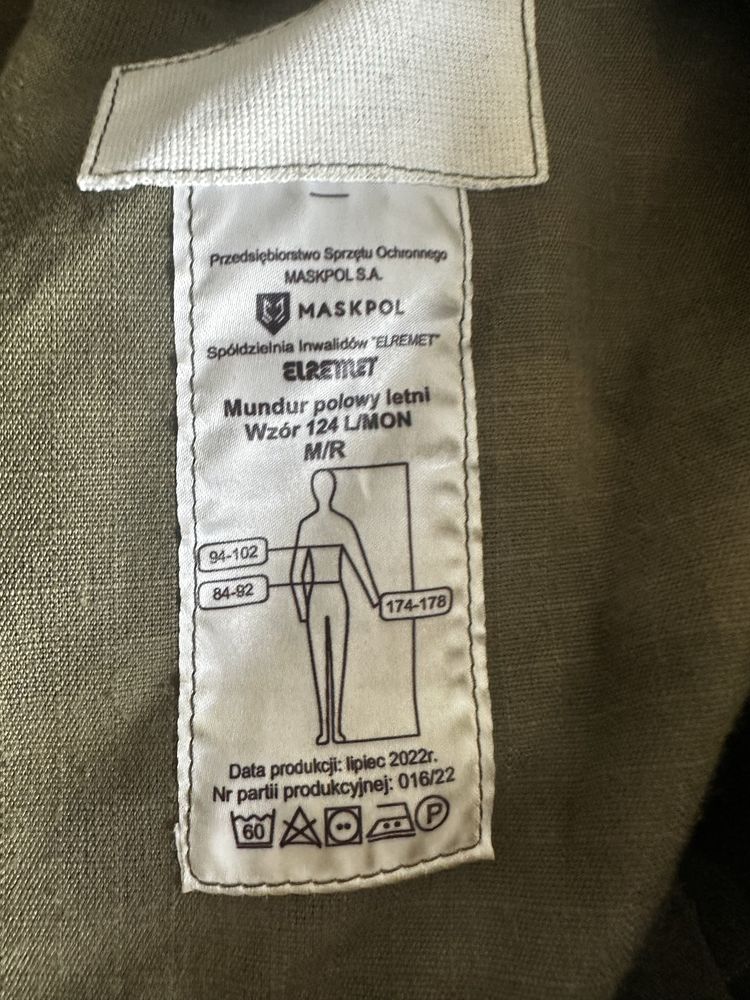 Przedsiębiorstwo Sprzętu Ochronnego
MASKPOL S.A.
MASKPOL
Spółdzielnia Inwalidów "ELREMET"
ELREMET
Mundur polowy letni
Wzór 124 L/MON
M/R
94-102
84-92
174-178
Data produkcji: lipiec 2022r.
Nr partii produkcyjnej: 016/22
60
P